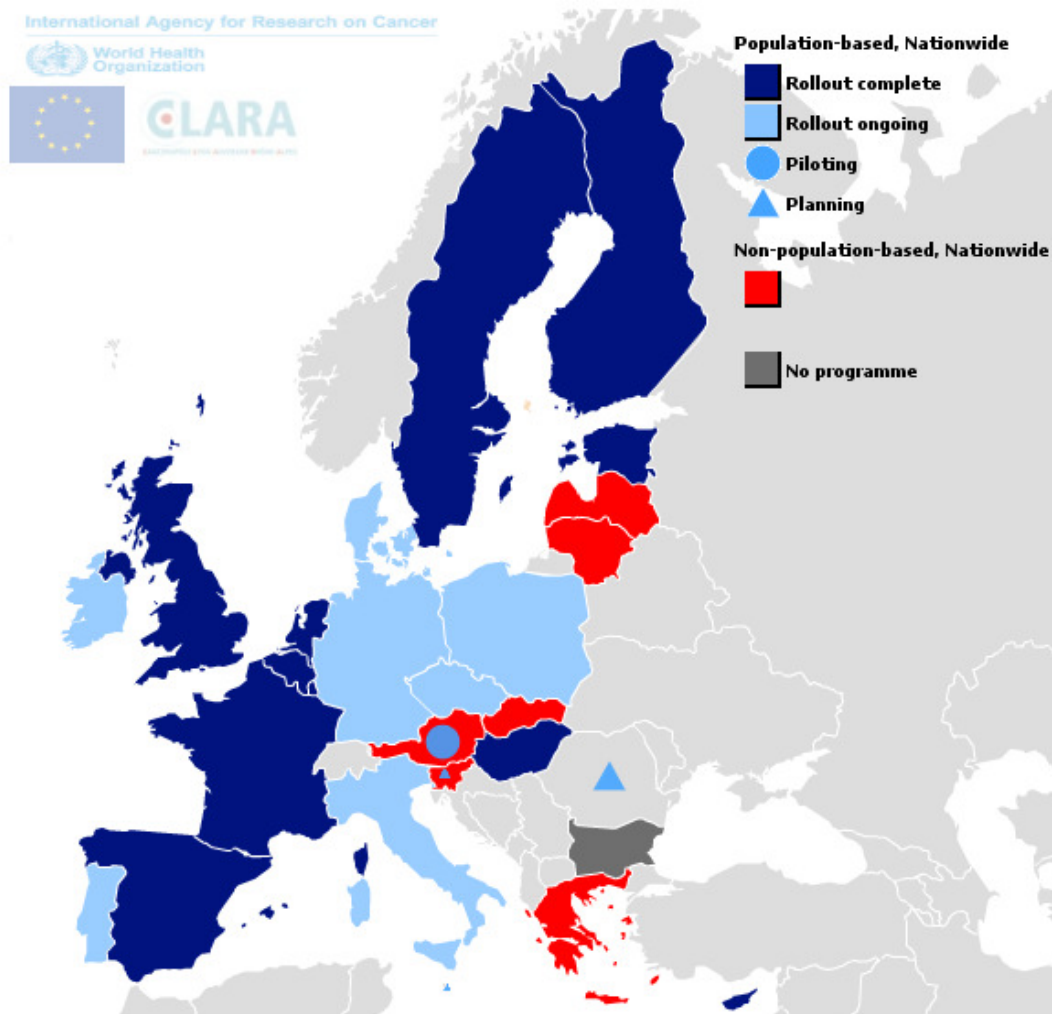 International Agency for Research on Cancer
World Health
Organization
CLARA
Population-based, Nationwide
Rollout complete
Rollout ongoing
Piloting
Planning
Non-population-based, Nationwide
No programme